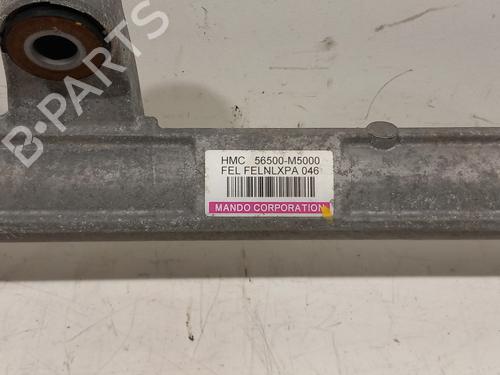 B-PARTS
HMC 56500-M5000
FEL FELNLXPA 046
MANDO CORPORATION